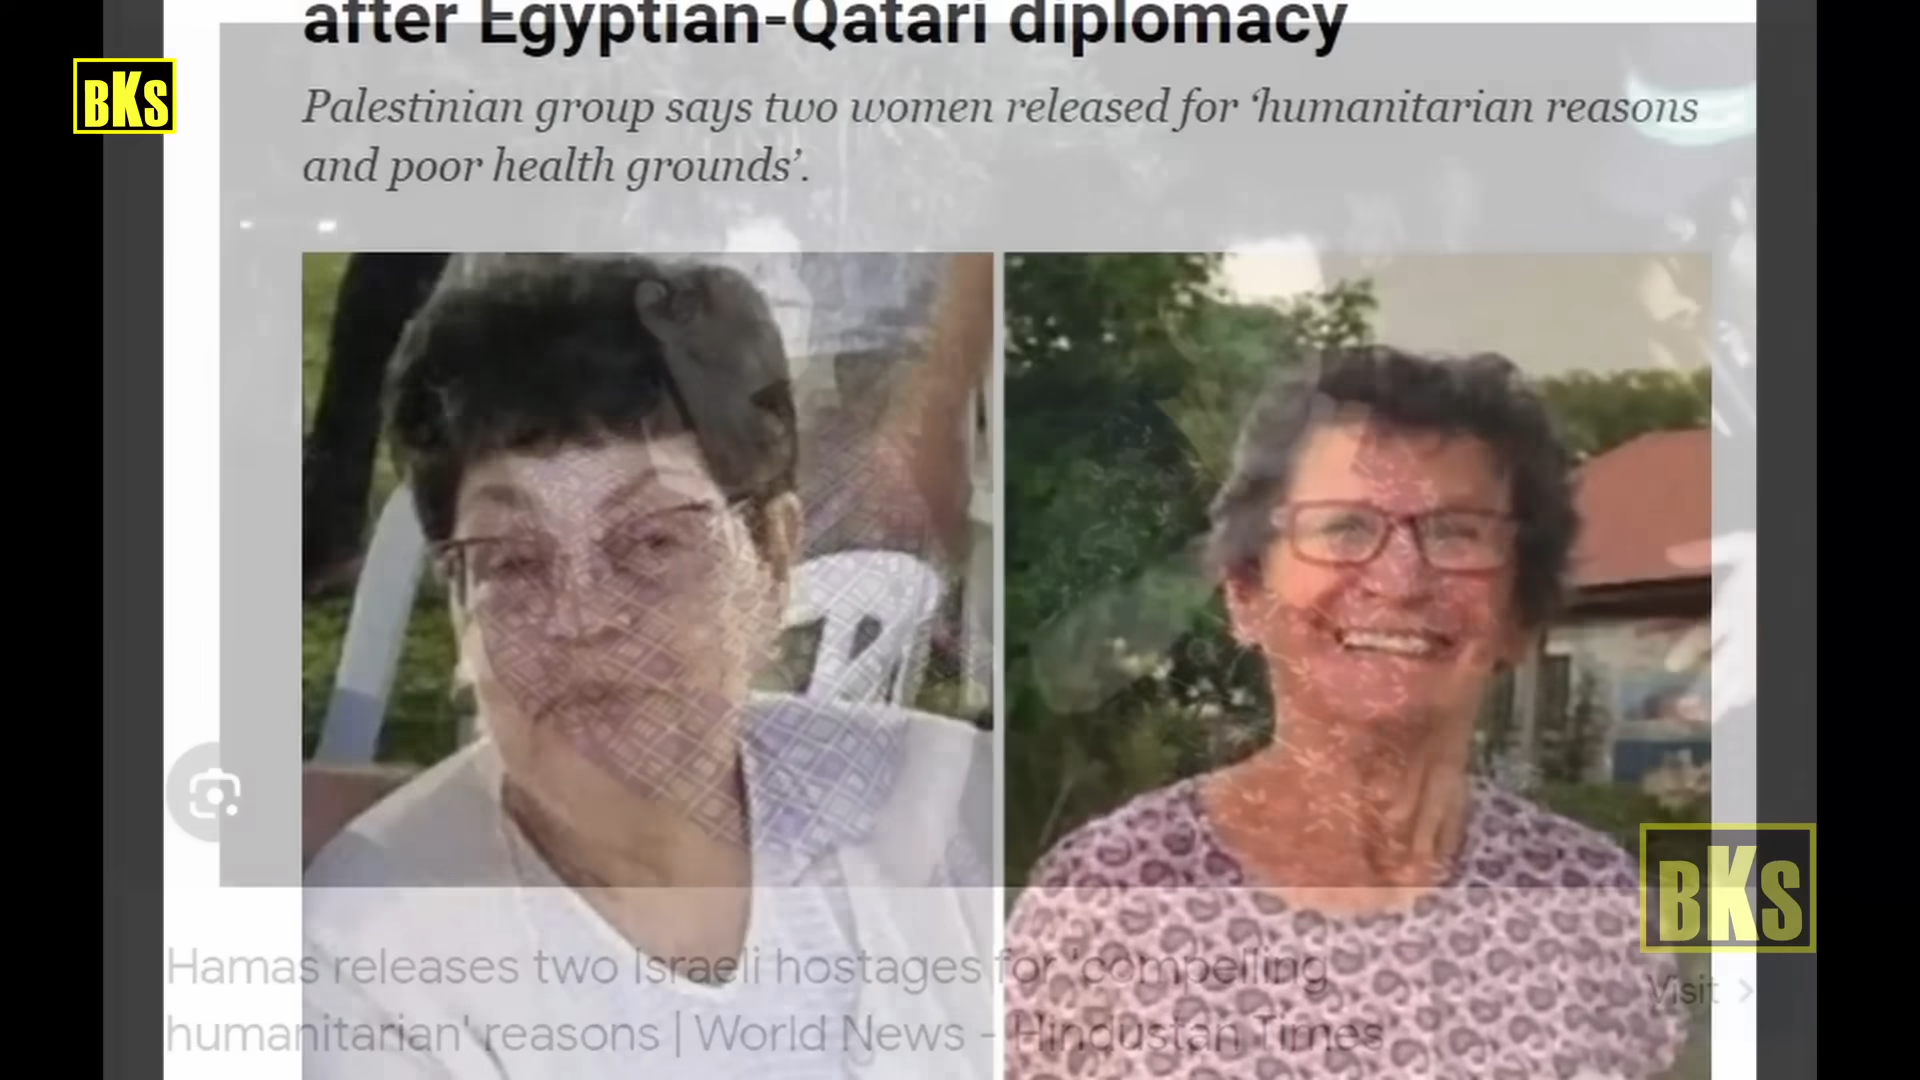 after Egyptian-Qatari diplomacy
BKS
Palestinian group says two women released for ‘humanitarian reasons
and poor health grounds’.
BKS
Hamas releases two Israeli hostages for 'compelling
Visit
humanitarian' reasons | World News - Hindustan Times